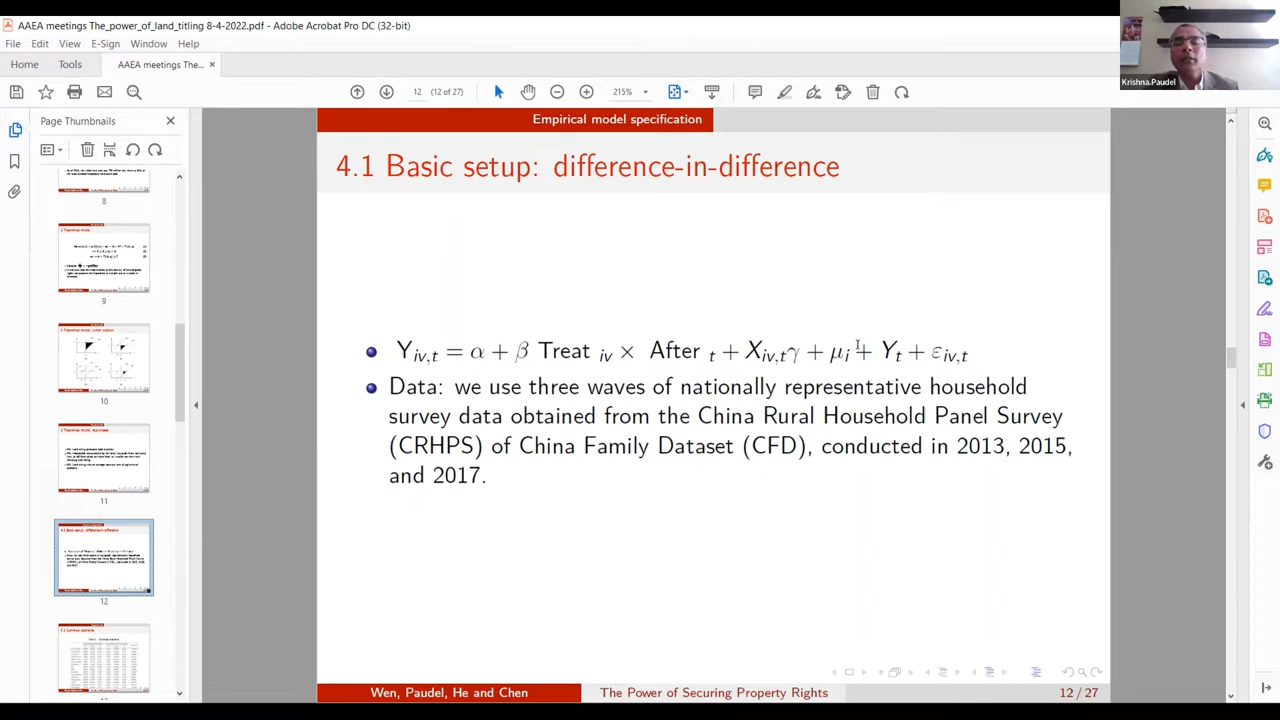 AAEA meetings The_power_of_land_titling 8-4-2022.pdf - Adobe Acrobat Pro DC (32-bit)
File Edit View E-Sign Window Help
Home Tools AAEA meetings The... ×
12 215%
Krishna.Paudel
Page Thumbnails
8
9
10
11
12
Empirical model specification
4.1 Basic setup: difference-in-difference
Y_{iv,t} = α + β Treat _{iv} × After _t + X_{iv,t}γ + μ_i + Y_t + ε_{iv,t}
Data: we use three waves of nationally representative household
survey data obtained from the China Rural Household Panel Survey
(CRHPS) of China Family Dataset (CFD), conducted in 2013, 2015,
and 2017.
Wen, Paudel, He and Chen The Power of Securing Property Rights 12 / 27